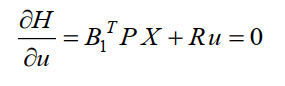 ∂H/∂u = B₁ᵀ P X + Ru = 0